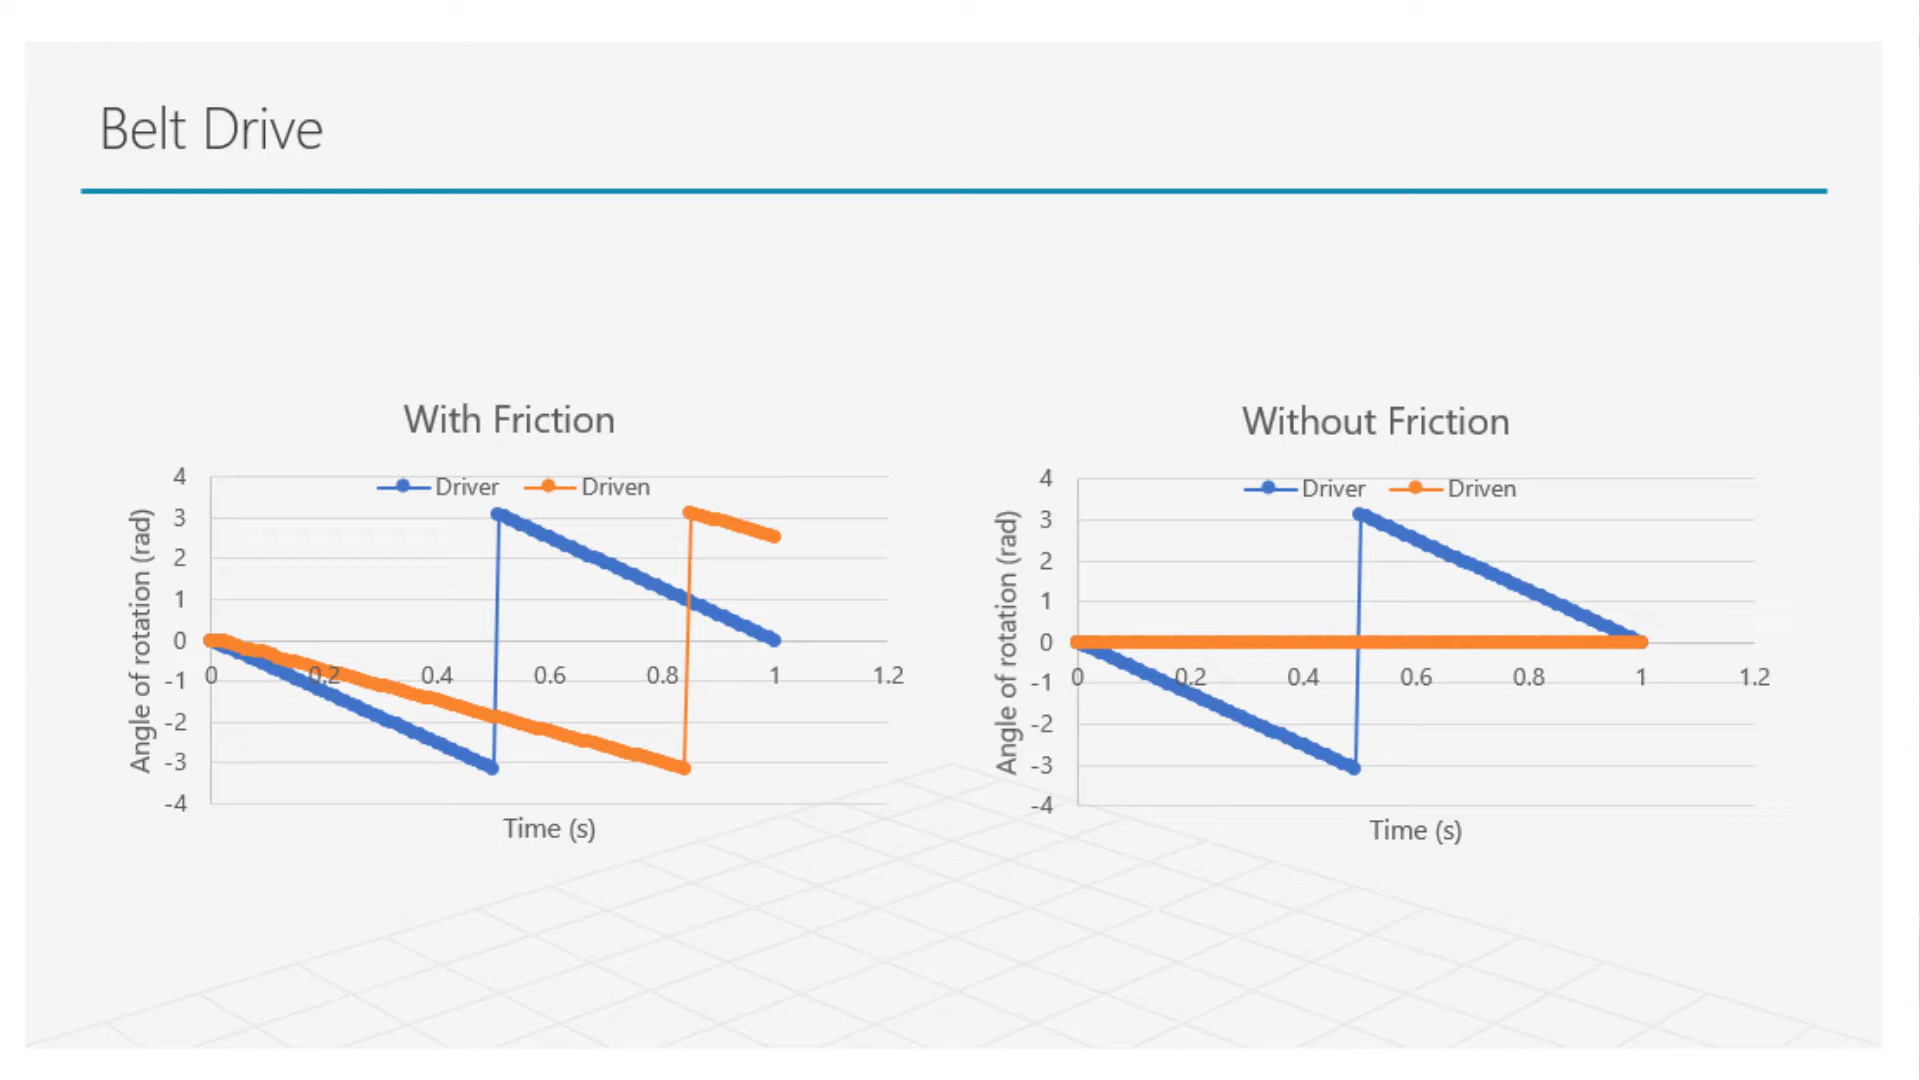 Belt Drive
With Friction
Driver Driven
4
3
2
1
0
-1
-2
-3
-4
Angle of rotation (rad)
0 0.2 0.4 0.6 0.8 1 1.2
Time (s)
Without Friction
Driver Driven
4
3
2
1
0
-1
-2
-3
-4
Angle of rotation (rad)
0 0.2 0.4 0.6 0.8 1 1.2
Time (s)